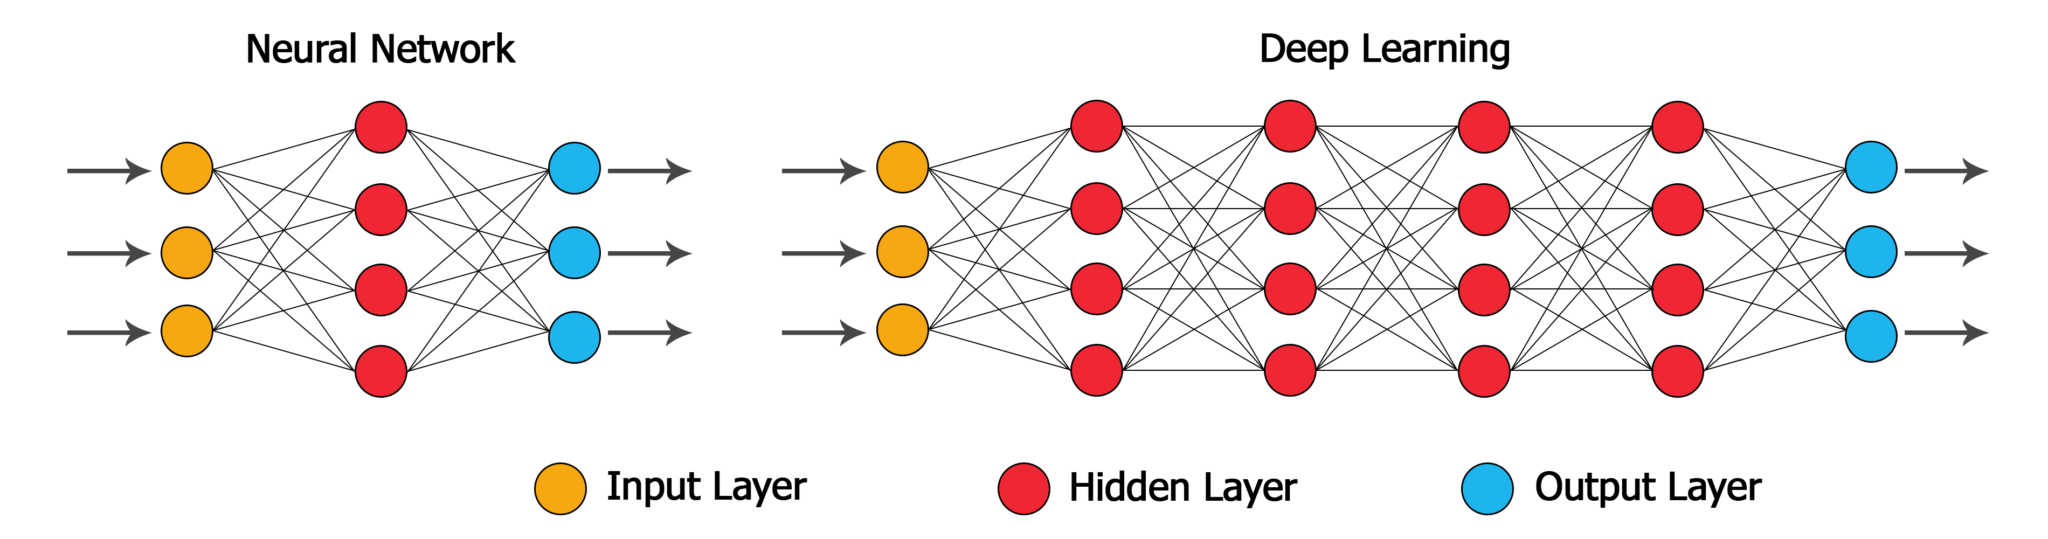 Neural Network
Deep Learning
Input Layer
Hidden Layer
Output Layer